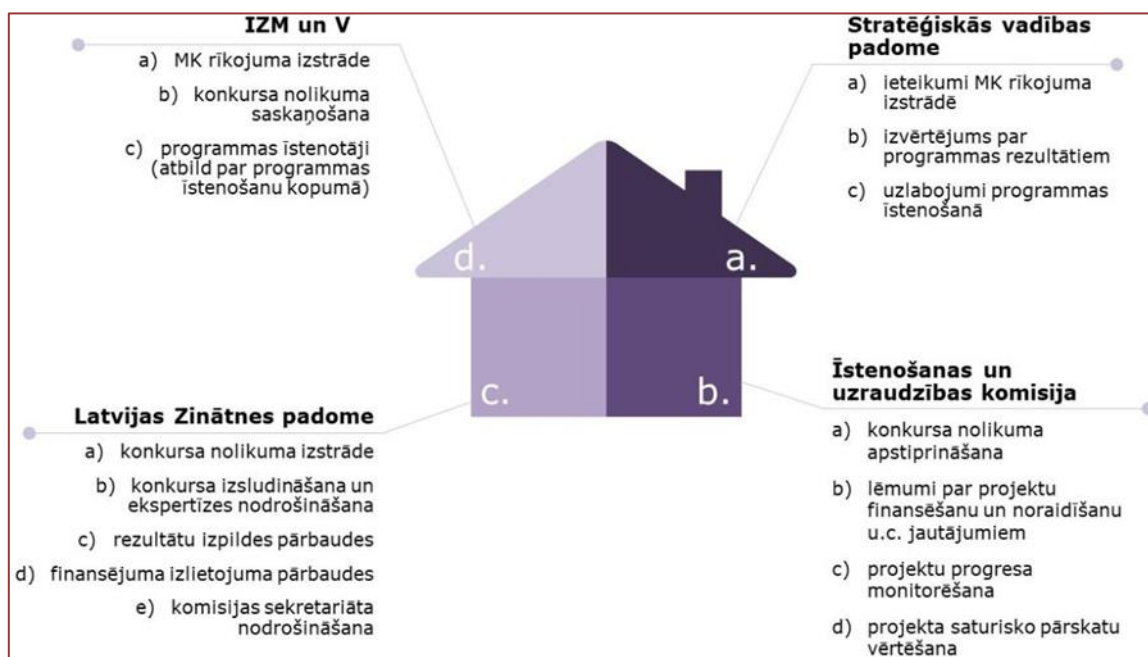 IZM un V
a) MK rīkojuma izstrāde
b) konkursa nolikuma
saskaņošana
c) programmas īstenotāji
(atbild par programmas
īstenošanu kopumā)
Stratēģiskās vadības
padome
a) ieteikumi MK rīkojuma
izstrādē
b) izvērtējums par
programmas rezultātiem
c) uzlabojumi programmas
īstenošanā
d.
a.
c.
b.
Latvijas Zinātnes padome
a) konkursa nolikuma izstrāde
b) konkursa izsludināšana un
ekspertīzes nodrošināšana
c) rezultātu izpildes pārbaudes
d) finansējuma izlietojuma pārbaudes
e) komisijas sekretariāta
nodrošināšana
Īstenošanas un
uzraudzības komisija
a) konkursa nolikuma
apstiprināšana
b) lēmumi par projektu
finansēšanu un noraidīšanu
u.c. jautājumiem
c) projektu progresa
monitorēšana
d) projekta saturisko pārskatu
vērtēšana